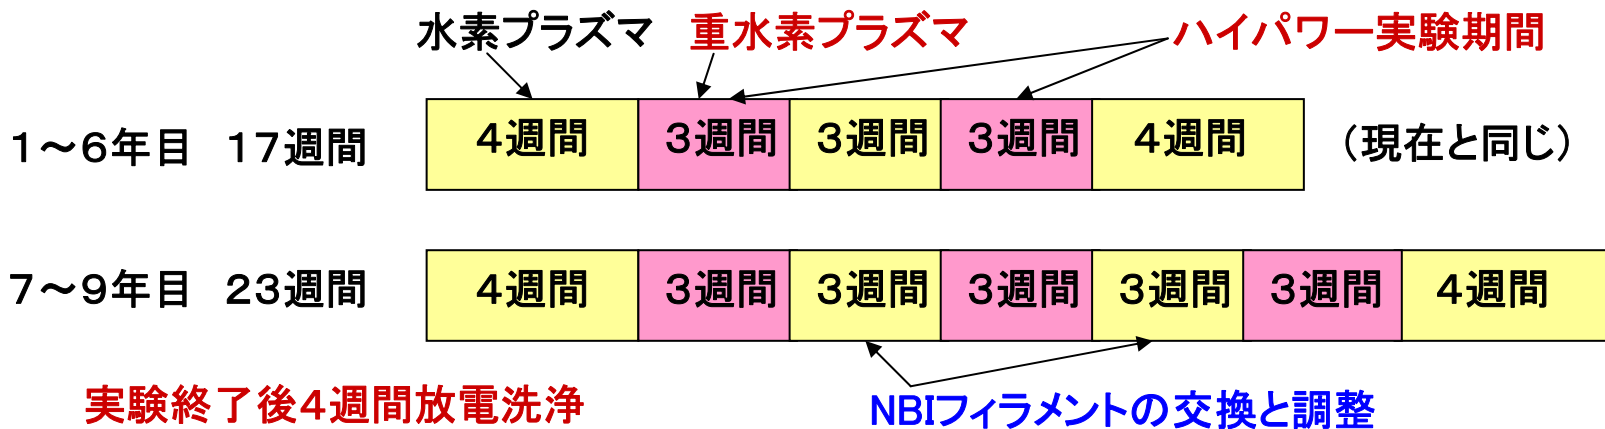 水素プラズマ 重水素プラズマ ハイパワー実験期間
１～６年目　１７週間 ４週間 ３週間 ３週間 ３週間 ４週間 （現在と同じ）
７～９年目　２３週間 ４週間 ３週間 ３週間 ３週間 ３週間 ３週間 ４週間
実験終了後４週間放電洗浄 NBIフィラメントの交換と調整